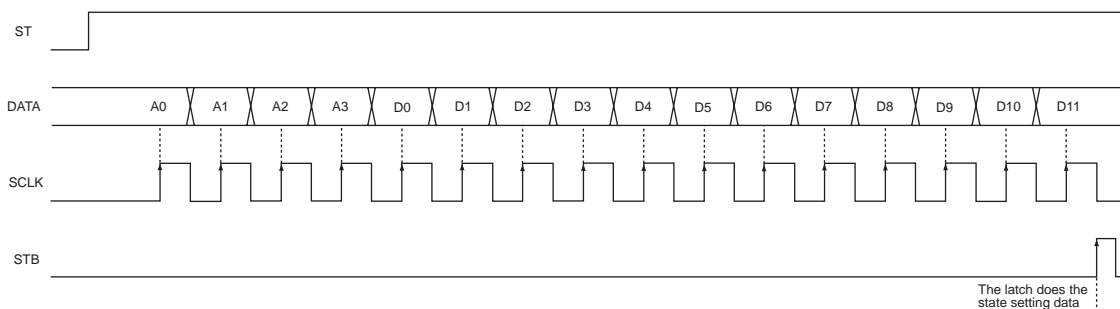 ST
DATA A0 A1 A2 A3 D0 D1 D2 D3 D4 D5 D6 D7 D8 D9 D10 D11
SCLK
STB
The latch does the
state setting data